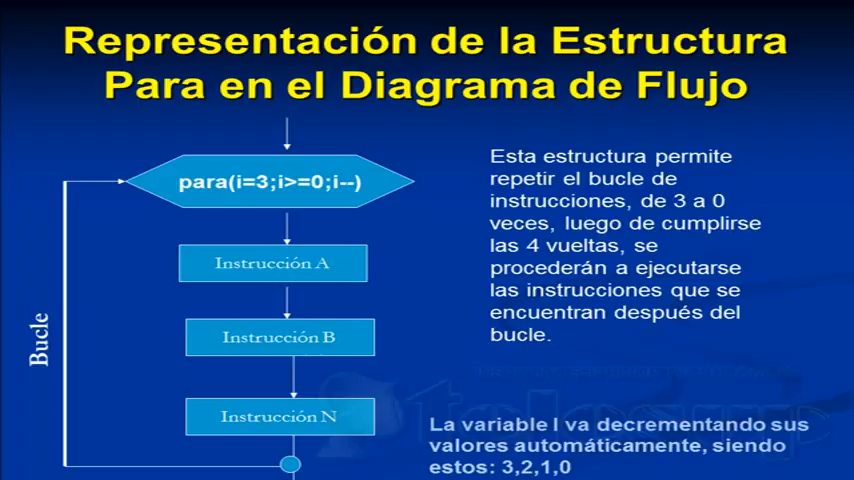 Representación de la Estructura
Para en el Diagrama de Flujo
para(i=3;i>=0;i--)
Instrucción A
Instrucción B
Instrucción N
Bucle
Esta estructura permite
repetir el bucle de
instrucciones, de 3 a 0
veces, luego de cumplirse
las 4 vueltas, se
procederán a ejecutarse
las instrucciones que se
encuentran después del
bucle.
La variable I va decrementando sus
valores automáticamente, siendo
estos: 3,2,1,0